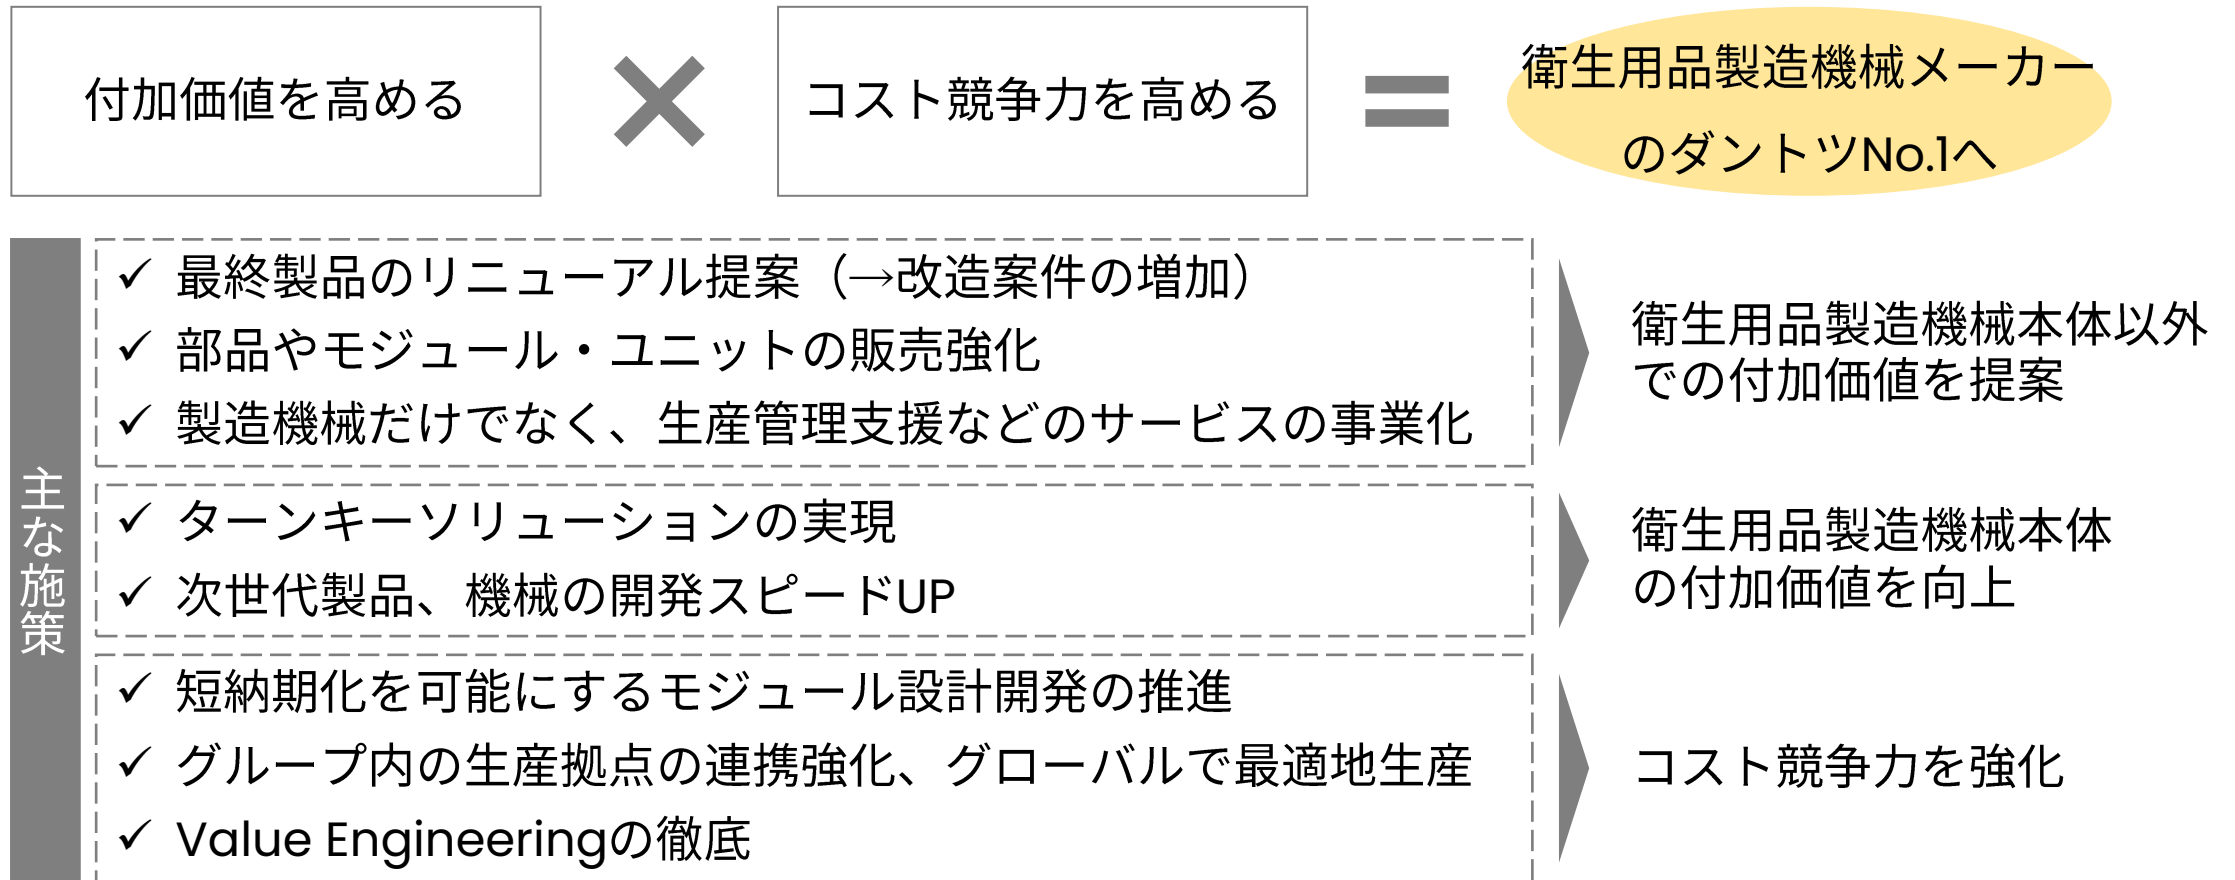 付加価値を高める
×
コスト競争力を高める
=
衛生用品製造機械メーカー
のダントツNo.1へ
主な施策
✓ 最終製品のリニューアル提案（→改造案件の増加）
✓ 部品やモジュール・ユニットの販売強化
✓ 製造機械だけでなく、生産管理支援などのサービスの事業化
衛生用品製造機械本体以外
での付加価値を提案
✓ ターンキーソリューションの実現
✓ 次世代製品、機械の開発スピードUP
衛生用品製造機械本体
の付加価値を向上
✓ 短納期化を可能にするモジュール設計開発の推進
✓ グループ内の生産拠点の連携強化、グローバルで最適地生産
✓ Value Engineeringの徹底
コスト競争力を強化